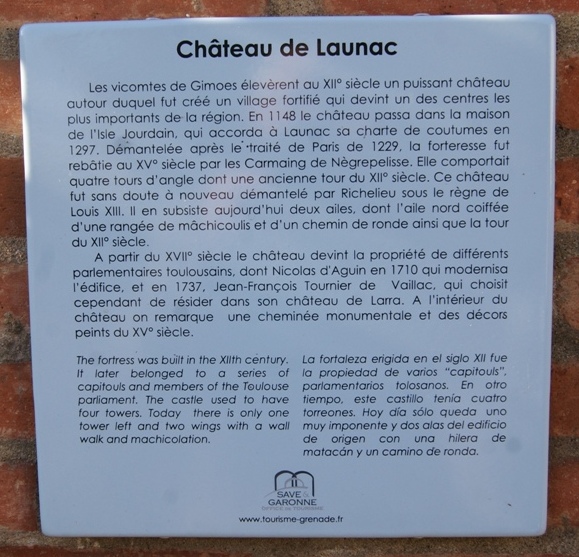 Château de Launac
Les vicomtes de Gimoes élevèrent au XII° siècle un puissant château
autour duquel fut créé un village fortifié qui devint un des centres les
plus importants de la région. En 1148 le château passa dans la maison
de l'Isle Jourdain, qui accorda à Launac sa charte de coutumes en
1297. Démantelée après le traité de Paris de 1229, la forteresse fut
rebâtie au XV° siècle par les Carmaing de Nègrepelisse. Elle comportait
quatre tours d'angle dont une ancienne tour du XII° siècle. Ce château
fut sans doute à nouveau démantelé par Richelieu sous le règne de
Louis XIII. Il en subsiste aujourd'hui deux ailes, dont l'aile nord coiffée
d'une rangée de mâchicoulis et d'un chemin de ronde ainsi que la tour
du XII° siècle.
A partir du XVII° siècle le château devint la propriété de différents
parlementaires toulousains, dont Nicolas d'Aguin en 1710 qui modernisa
l'édifice, et en 1737, Jean-François Tournier de Vaillac, qui choisit
cependant de résider dans son château de Larra. A l'intérieur du
château on remarque une cheminée monumentale et des décors
peints du XV° siècle.
The fortress was built in the XIIth century.
It later belonged to a series of
capitouls and members of the Toulouse
parliament. The castle used to have
four towers. Today there is only one
tower left and two wings with a wall
walk and machicolation.
La fortaleza erigida en el siglo XII fue
la propiedad de varios "capitouls",
parlamentarios tolosanos. En otro
tiempo, este castillo tenía cuatro
torreones. Hoy día sólo queda uno
muy imponente y dos alas del edificio
de origen con una hilera de
matacán y un camino de ronda.
SAVE &
GARONNE
OFFICE DE TOURISME
www.tourisme-grenade.fr